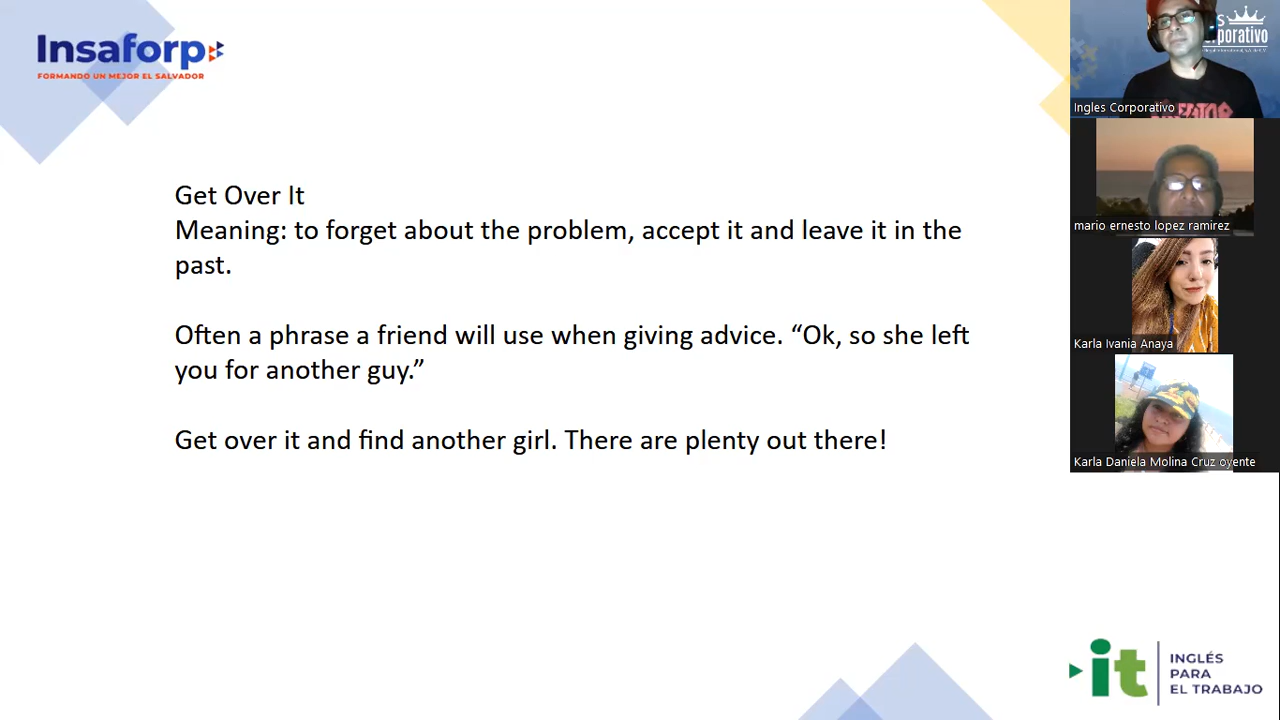 Insaforp
FORMANDO UN MEJOR EL SALVADOR
Get Over It
Meaning: to forget about the problem, accept it and leave it in the
past.
Often a phrase a friend will use when giving advice. “Ok, so she left
you for another guy.”
Get over it and find another girl. There are plenty out there!
Ingles Corporativo
mario ernesto lopez ramirez
Karla Ivania Anaya
Karla Daniela Molina Cruz oyente
it
INGLÉS
PARA
EL TRABAJO